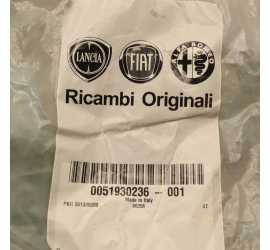 LANCIA FIAT ALFA ROMEO
Ricambi Originali
0051930236 - 001
Made in Italy